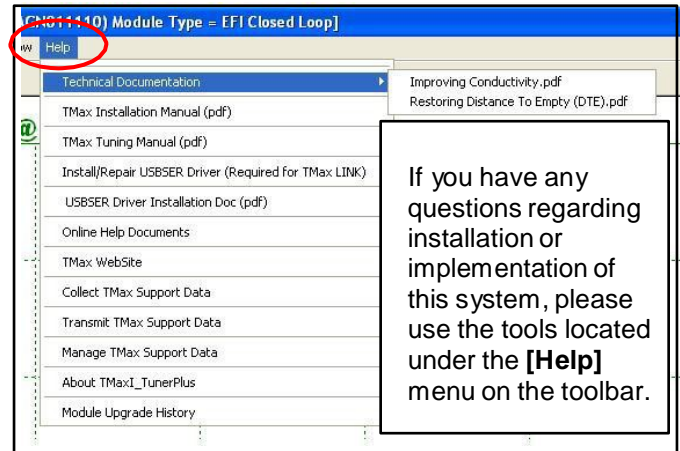 Module Type = EFI Closed Loop]
ow Help
Technical Documentation
Improving Conductivity.pdf
Restoring Distance To Empty (DTE).pdf
TMax Installation Manual (pdf)
@
TMax Tuning Manual (pdf)
Install/Repair USBSER Driver (Required for TMax LINK)
USBSER Driver Installation Doc (pdf)
Online Help Documents
TMax WebSite
Collect TMax Support Data
Transmit TMax Support Data
Manage TMax Support Data
About TMaxI_TunerPlus
Module Upgrade History
If you have any
questions regarding
installation or
implementation of
this system, please
use the tools located
under the [Help]
menu on the toolbar.